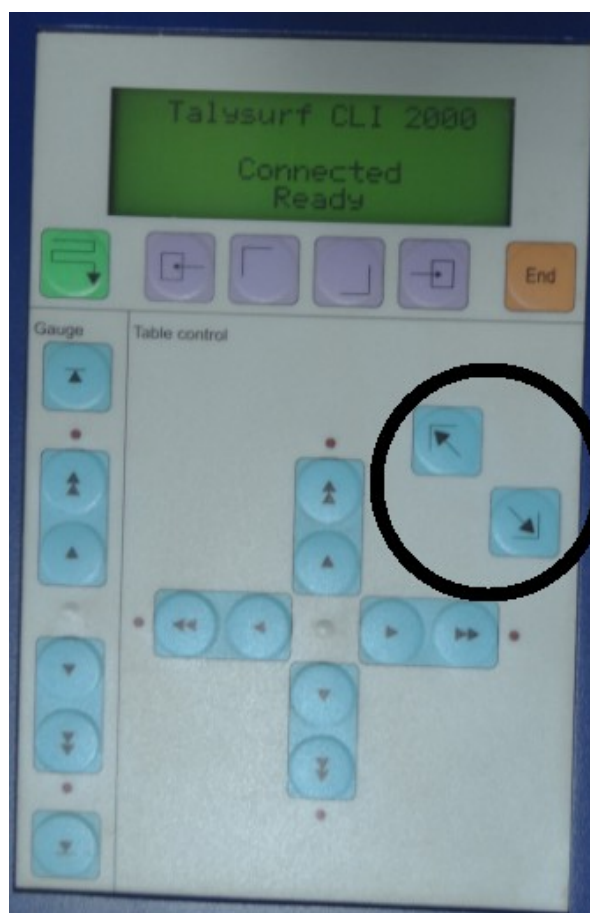 Talysurf CLI 2000
Connected
Ready
End
Gauge
Table control